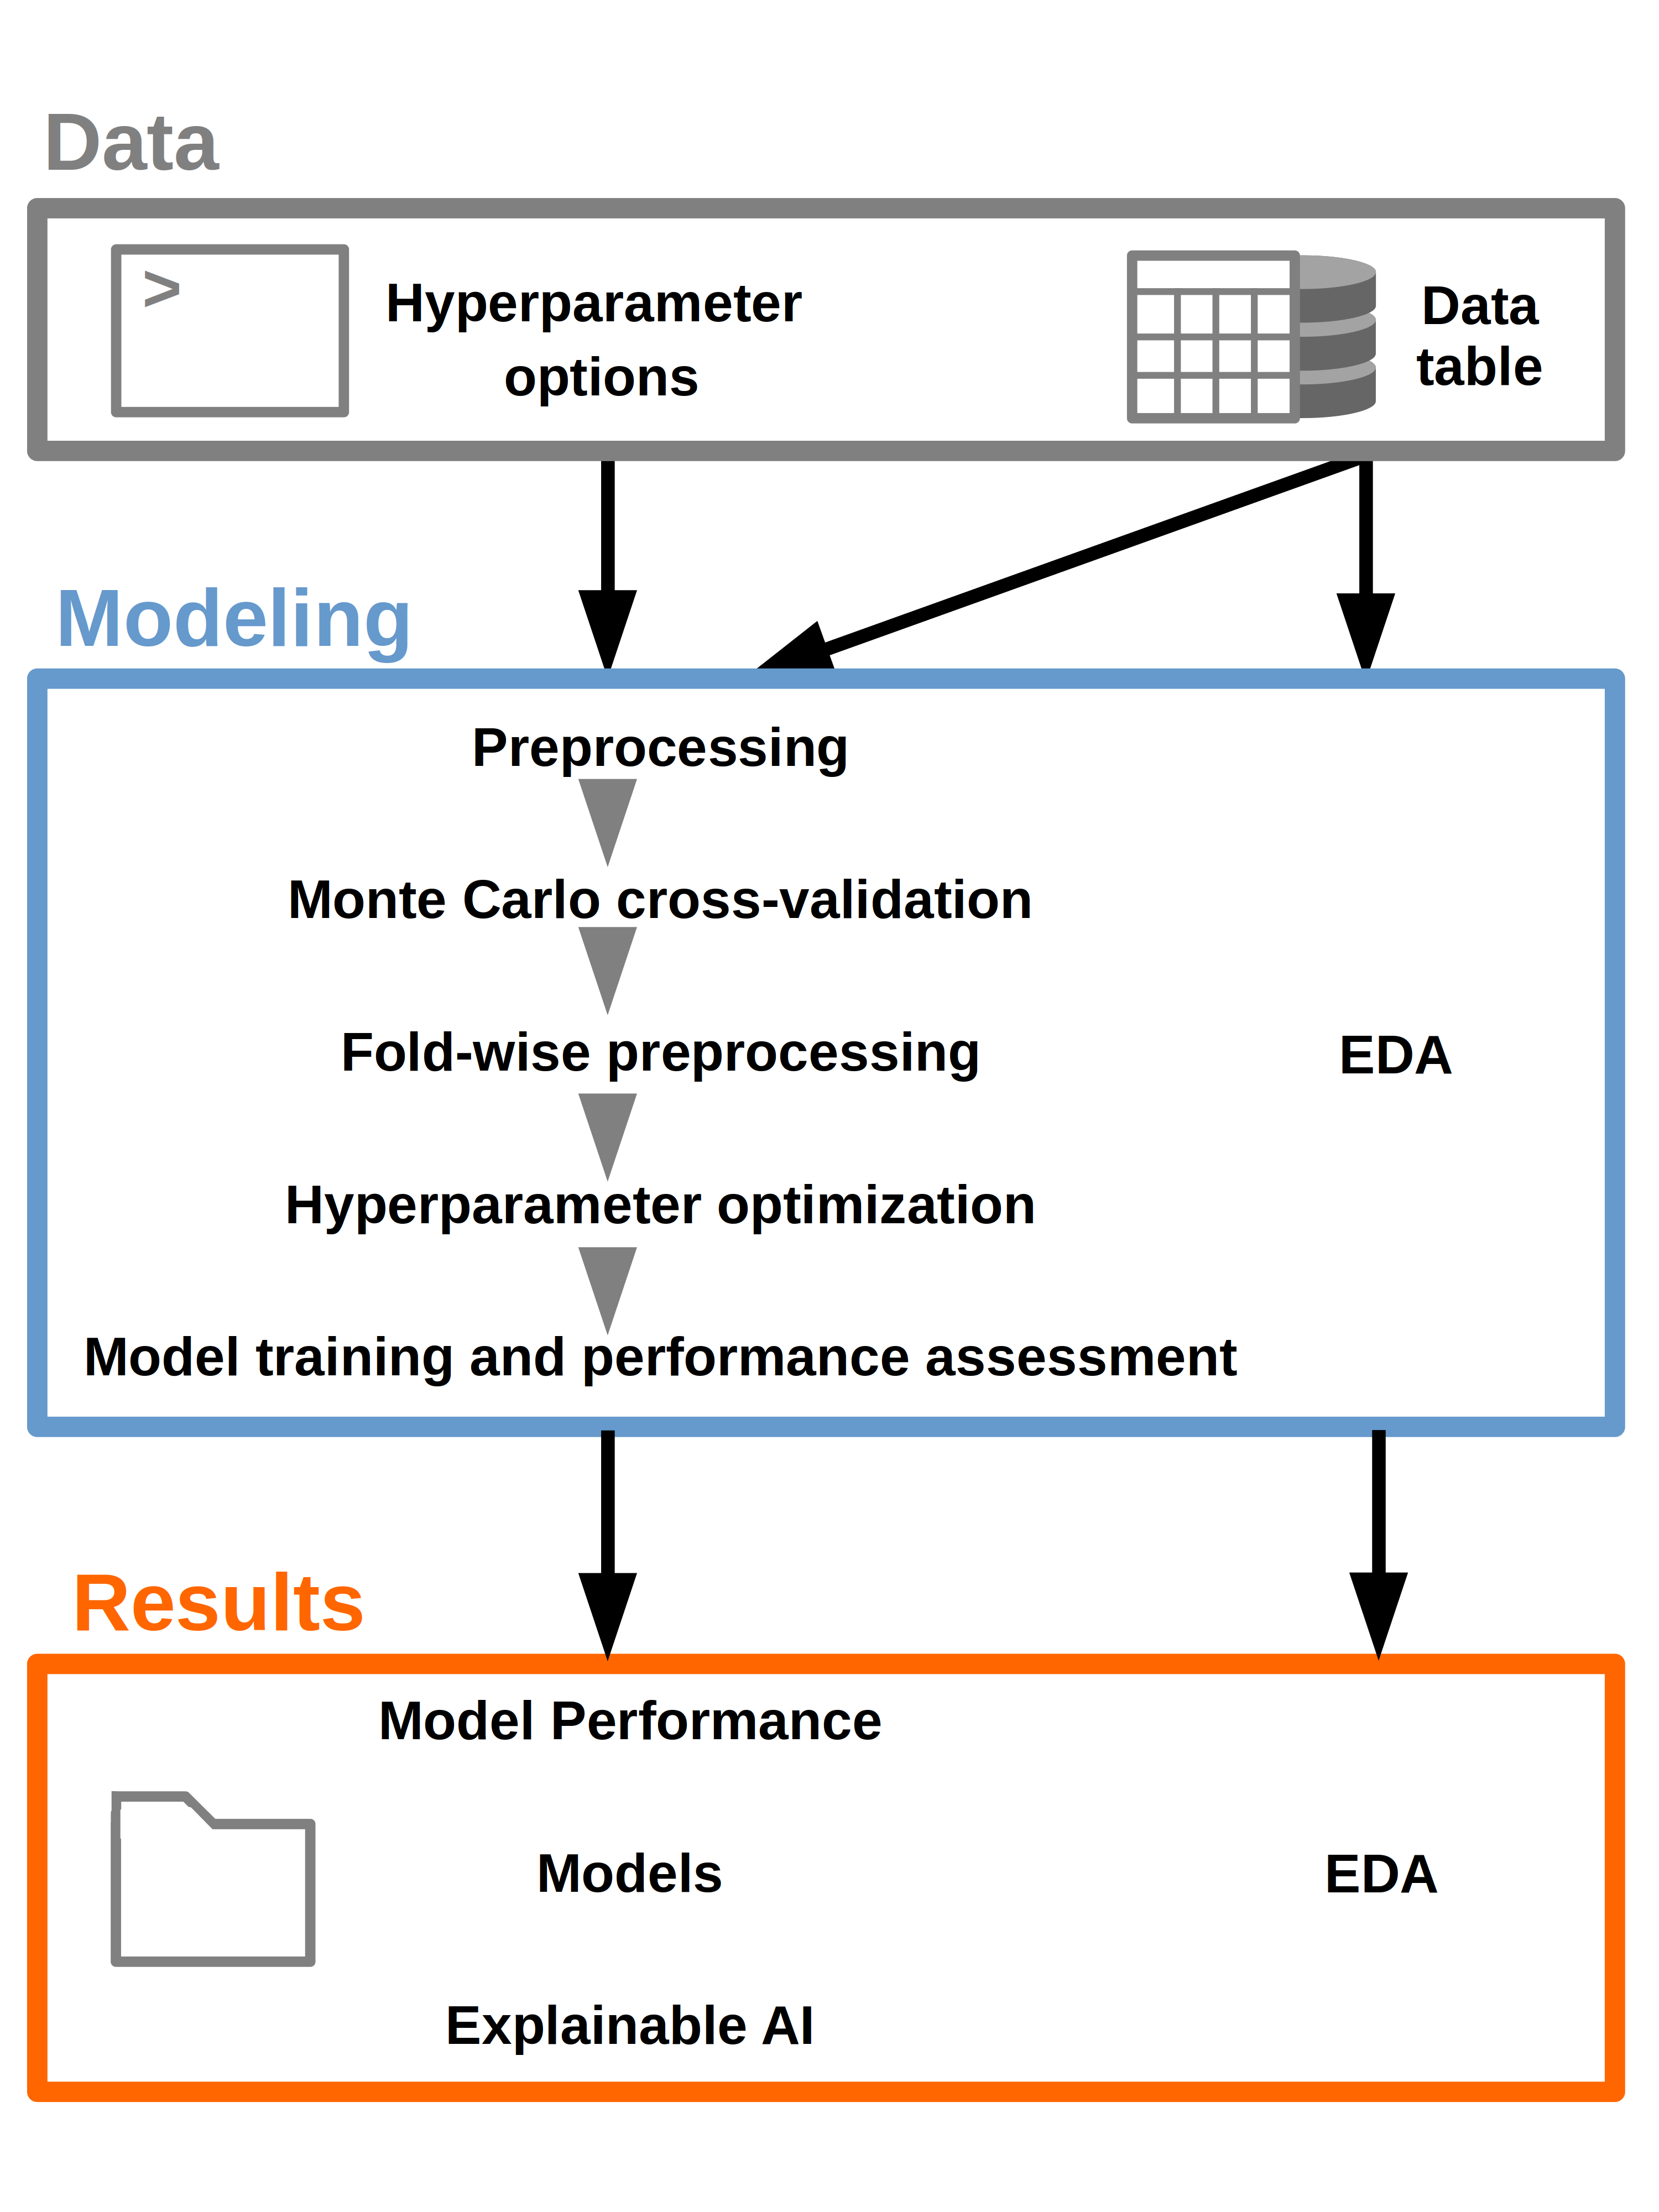 Data
>
Hyperparameter
options
Data
table
Modeling
Preprocessing
Monte Carlo cross-validation
Fold-wise preprocessing
EDA
Hyperparameter optimization
Model training and performance assessment
Results
Model Performance
Models
EDA
Explainable AI